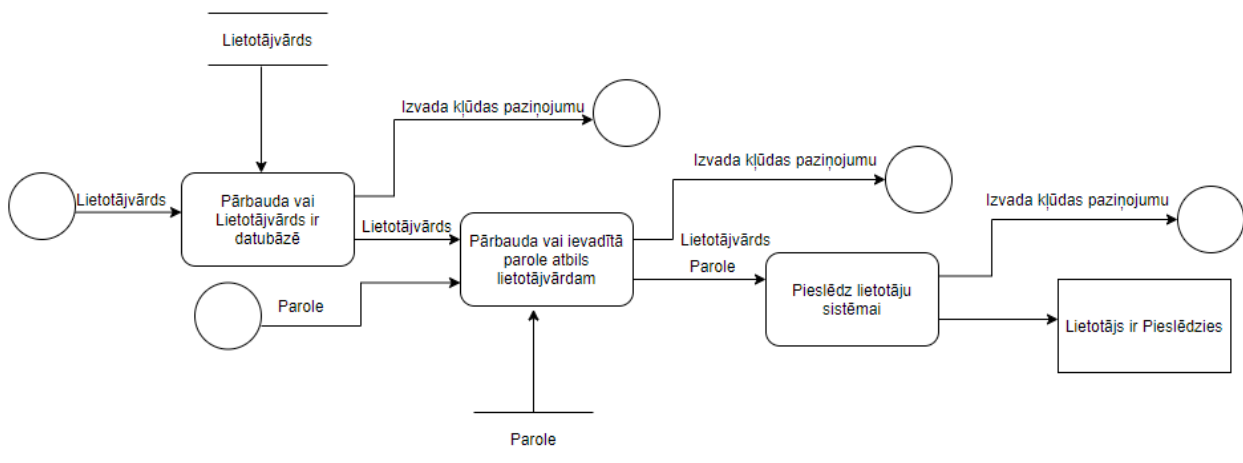 Lietotājvārds
Izvada kļūdas paziņojumu
Izvada kļūdas paziņojumu
Izvada kļūdas paziņojumu
Lietotājvārds
Pārbauda vai
Lietotājvārds ir
datubāzē
Lietotājvārds
Pārbauda vai ievadītā
parole atbils
lietotājvārdam
Lietotājvārds
Parole
Parole
Pieslēdz lietotāju
sistēmai
Lietotājs ir Pieslēdzies
Parole